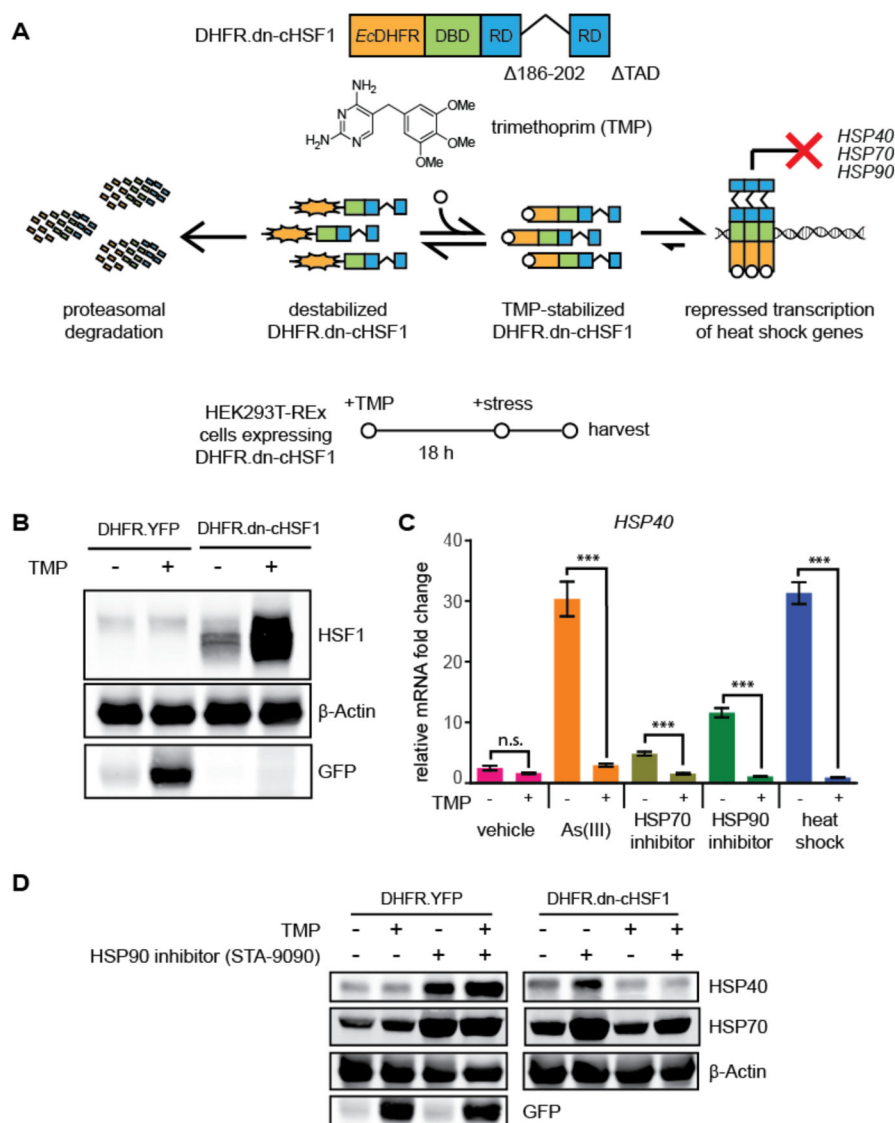 A
DHFR.dn-cHSF1
EcDHFR DBD RD RD
Δ186-202 ΔTAD
NH₂
N
H₂N N
OMe
OMe
OMe
trimethoprim (TMP)
HSP40
HSP70
HSP90
proteasomal
degradation
destabilized
DHFR.dn-cHSF1
TMP-stabilized
DHFR.dn-cHSF1
repressed transcription
of heat shock genes
HEK293T-REx
cells expressing
DHFR.dn-cHSF1
+TMP +stress
18 h
harvest
B
DHFR.YFP DHFR.dn-cHSF1
TMP - + - +
HSF1
β-Actin
GFP
C
HSP40
relative mRNA fold change
40
30
20
10
0
n.s. *** *** *** ***
TMP - + - + - + - + - +
vehicle
As(III)
HSP70
inhibitor
HSP90
inhibitor
heat
shock
D
DHFR.YFP DHFR.dn-cHSF1
TMP - + - + - - + +
HSP90 inhibitor (STA-9090) - - + + - + - +
HSP40
HSP70
β-Actin
GFP